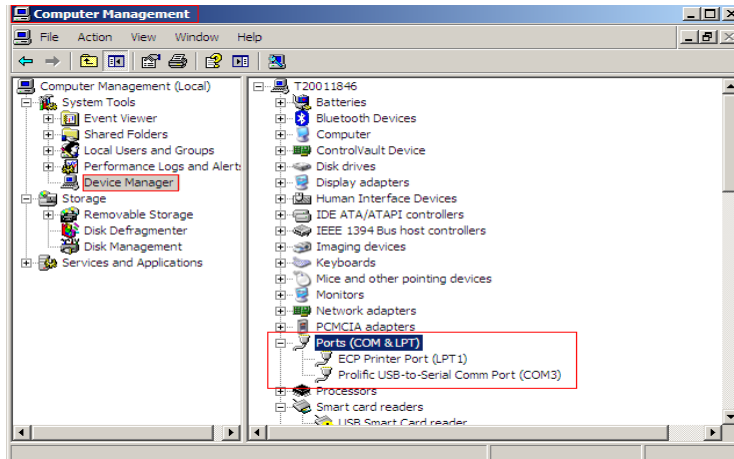 Computer Management
File Action View Window Help
Computer Management (Local)
System Tools
Event Viewer
Shared Folders
Local Users and Groups
Performance Logs and Alert
Device Manager
Storage
Removable Storage
Disk Defragmenter
Disk Management
Services and Applications
T20011846
Batteries
Bluetooth Devices
Computer
ControlVault Device
Disk drives
Display adapters
Human Interface Devices
IDE ATA/ATAPI controllers
IEEE 1394 Bus host controllers
Imaging devices
Keyboards
Mice and other pointing devices
Monitors
Network adapters
PCMCIA adapters
Ports (COM & LPT)
ECP Printer Port (LPT1)
Prolific USB-to-Serial Comm Port (COM3)
Processors
Smart card readers
USB Smart Card reader